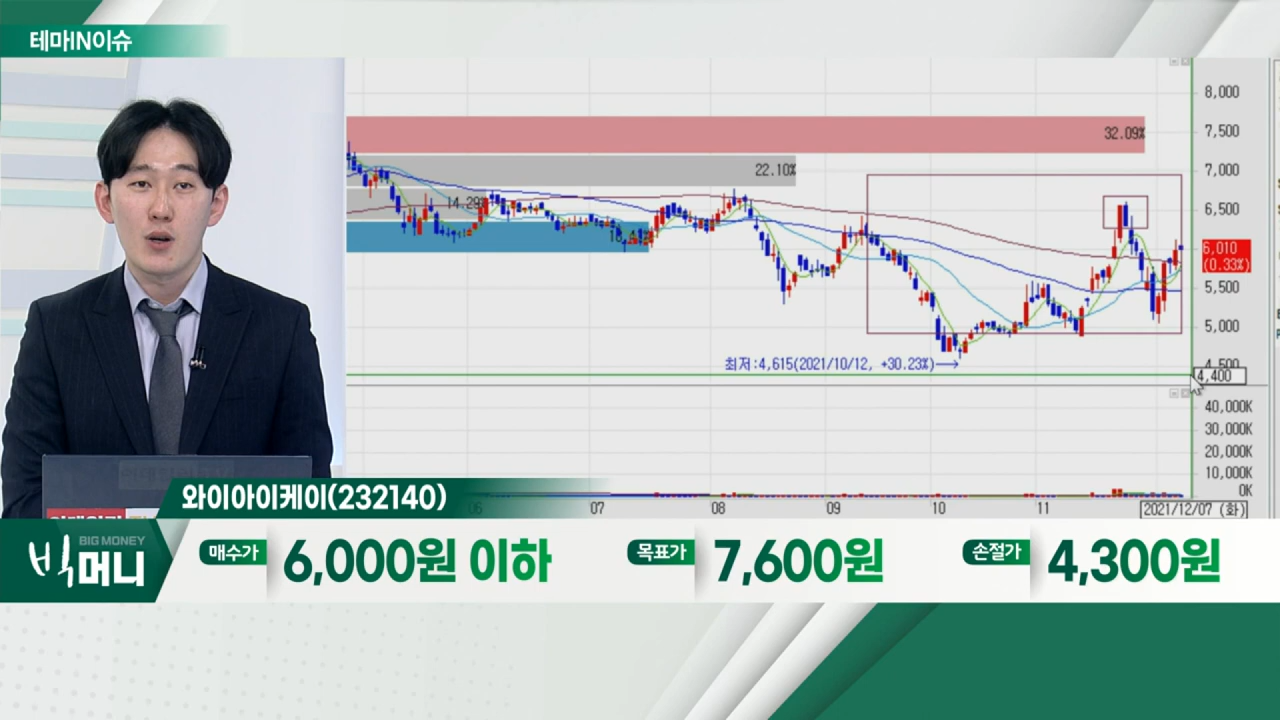 테마IN이슈
8,000
7,500
7,000
6,500
6,010
(0.33%)
5,500
5,000
4,500
4,400
32.09%
22.10%
14.29%
최저:4,615(2021/10/12, +30.23%)
40,000K
30,000K
20,000K
10,000K
0K
06
07
08
09
10
11
2021/12/07 (화)
와이아이케이(232140)
BIG MONEY
빅머니
매수가
6,000원 이하
목표가
7,600원
손절가
4,300원